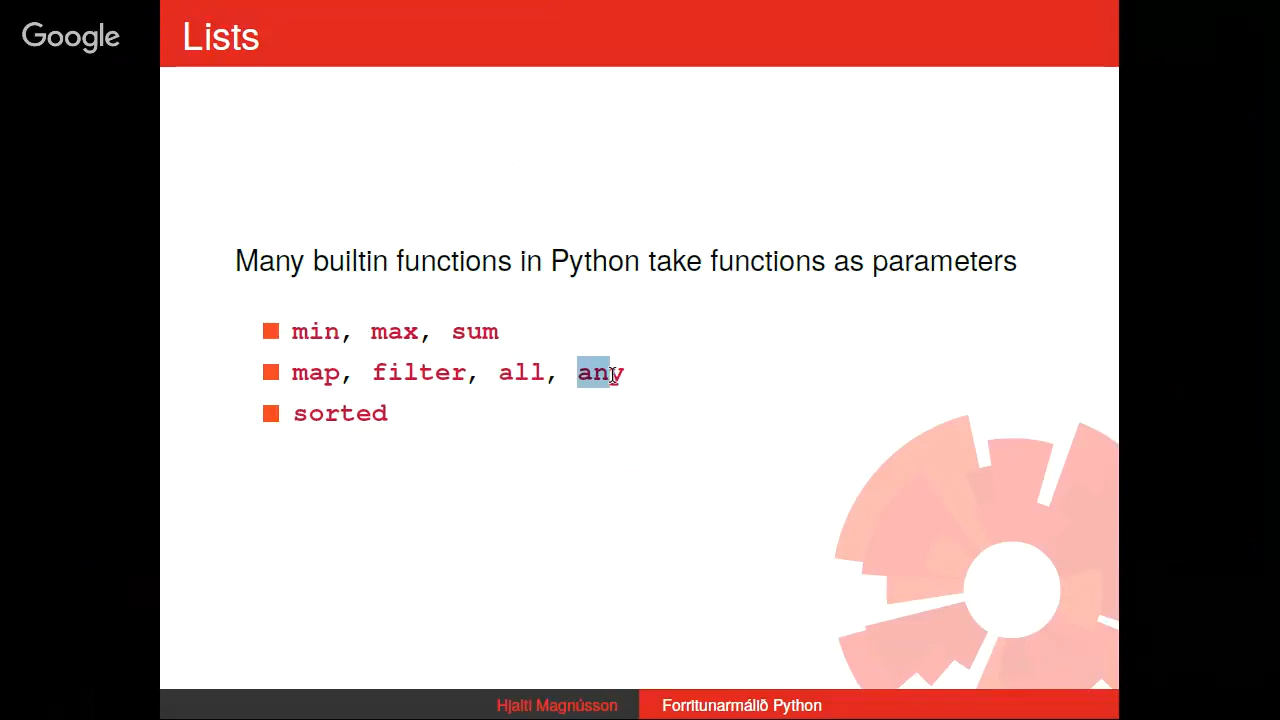 Google
Lists
Many builtin functions in Python take functions as parameters
min, max, sum
map, filter, all, any
sorted
Hjalti Magnússon
Forritunarmálið Python